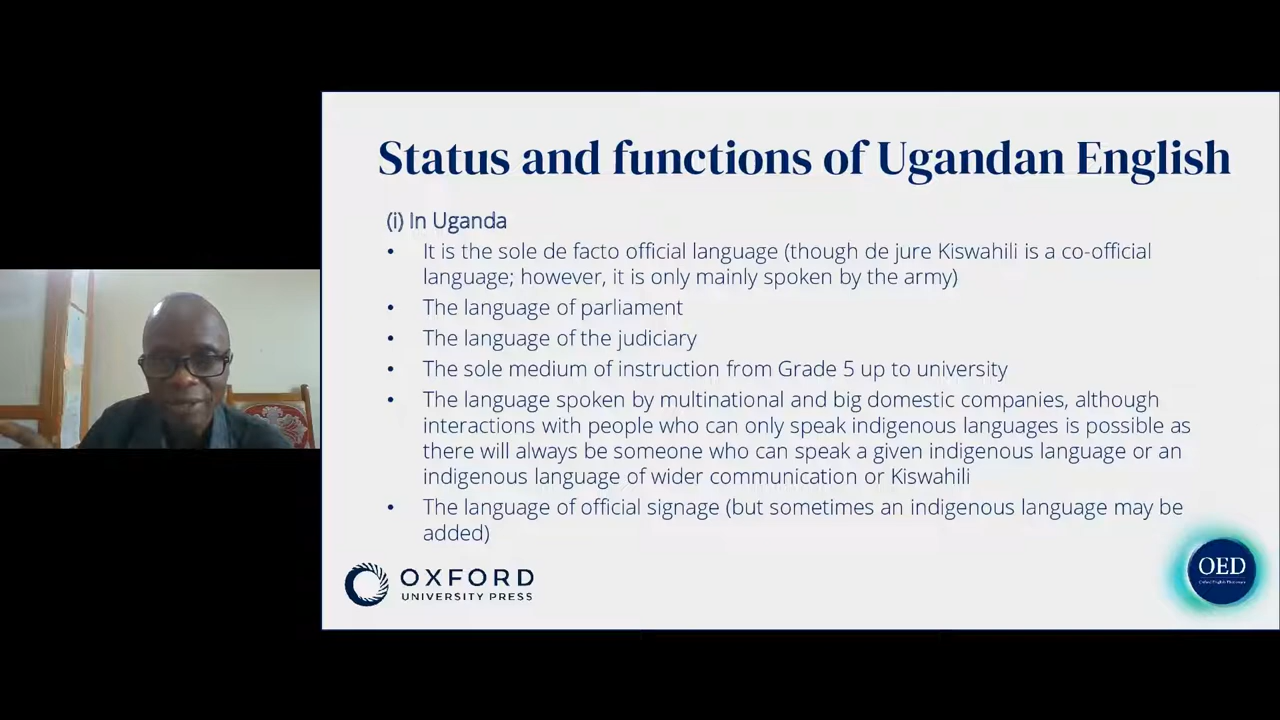 Status and functions of Ugandan English
(i) In Uganda
• It is the sole de facto official language (though de jure Kiswahili is a co-official
language; however, it is only mainly spoken by the army)
• The language of parliament
• The language of the judiciary
• The sole medium of instruction from Grade 5 up to university
• The language spoken by multinational and big domestic companies, although
interactions with people who can only speak indigenous languages is possible as
there will always be someone who can speak a given indigenous language or an
indigenous language of wider communication or Kiswahili
• The language of official signage (but sometimes an indigenous language may be
added)
OXFORD
UNIVERSITY PRESS
OED
Oxford English Dictionary